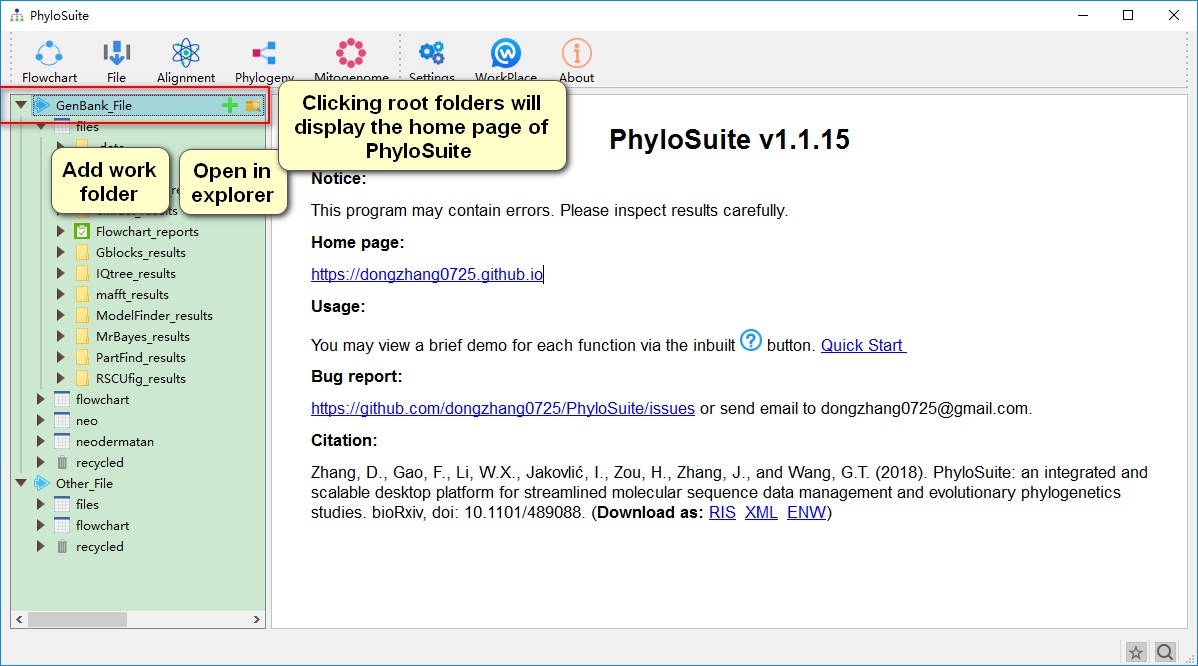 PhyloSuite
Flowchart File Alignment Phylogeny Mitogenome Settings WorkPlace About
GenBank_File
files
data
Flowchart_reports
Gblocks_results
IQtree_results
mafft_results
ModelFinder_results
MrBayes_results
PartFind_results
RSCUfig_results
flowchart
neo
neodermatan
recycled
Other_File
files
flowchart
recycled
Add work
folder
Open in
explorer
Clicking root folders will
display the home page of
PhyloSuite
PhyloSuite v1.1.15
Notice:
This program may contain errors. Please inspect results carefully.
Home page:
https://dongzhang0725.github.io
Usage:
You may view a brief demo for each function via the inbuilt ? button. Quick Start
Bug report:
https://github.com/dongzhang0725/PhyloSuite/issues or send email to dongzhang0725@gmail.com.
Citation:
Zhang, D., Gao, F., Li, W.X., Jakovlić, I., Zou, H., Zhang, J., and Wang, G.T. (2018). PhyloSuite: an integrated and
scalable desktop platform for streamlined molecular sequence data management and evolutionary phylogenetics
studies. bioRxiv, doi: 10.1101/489088. (Download as: RIS XML ENW)